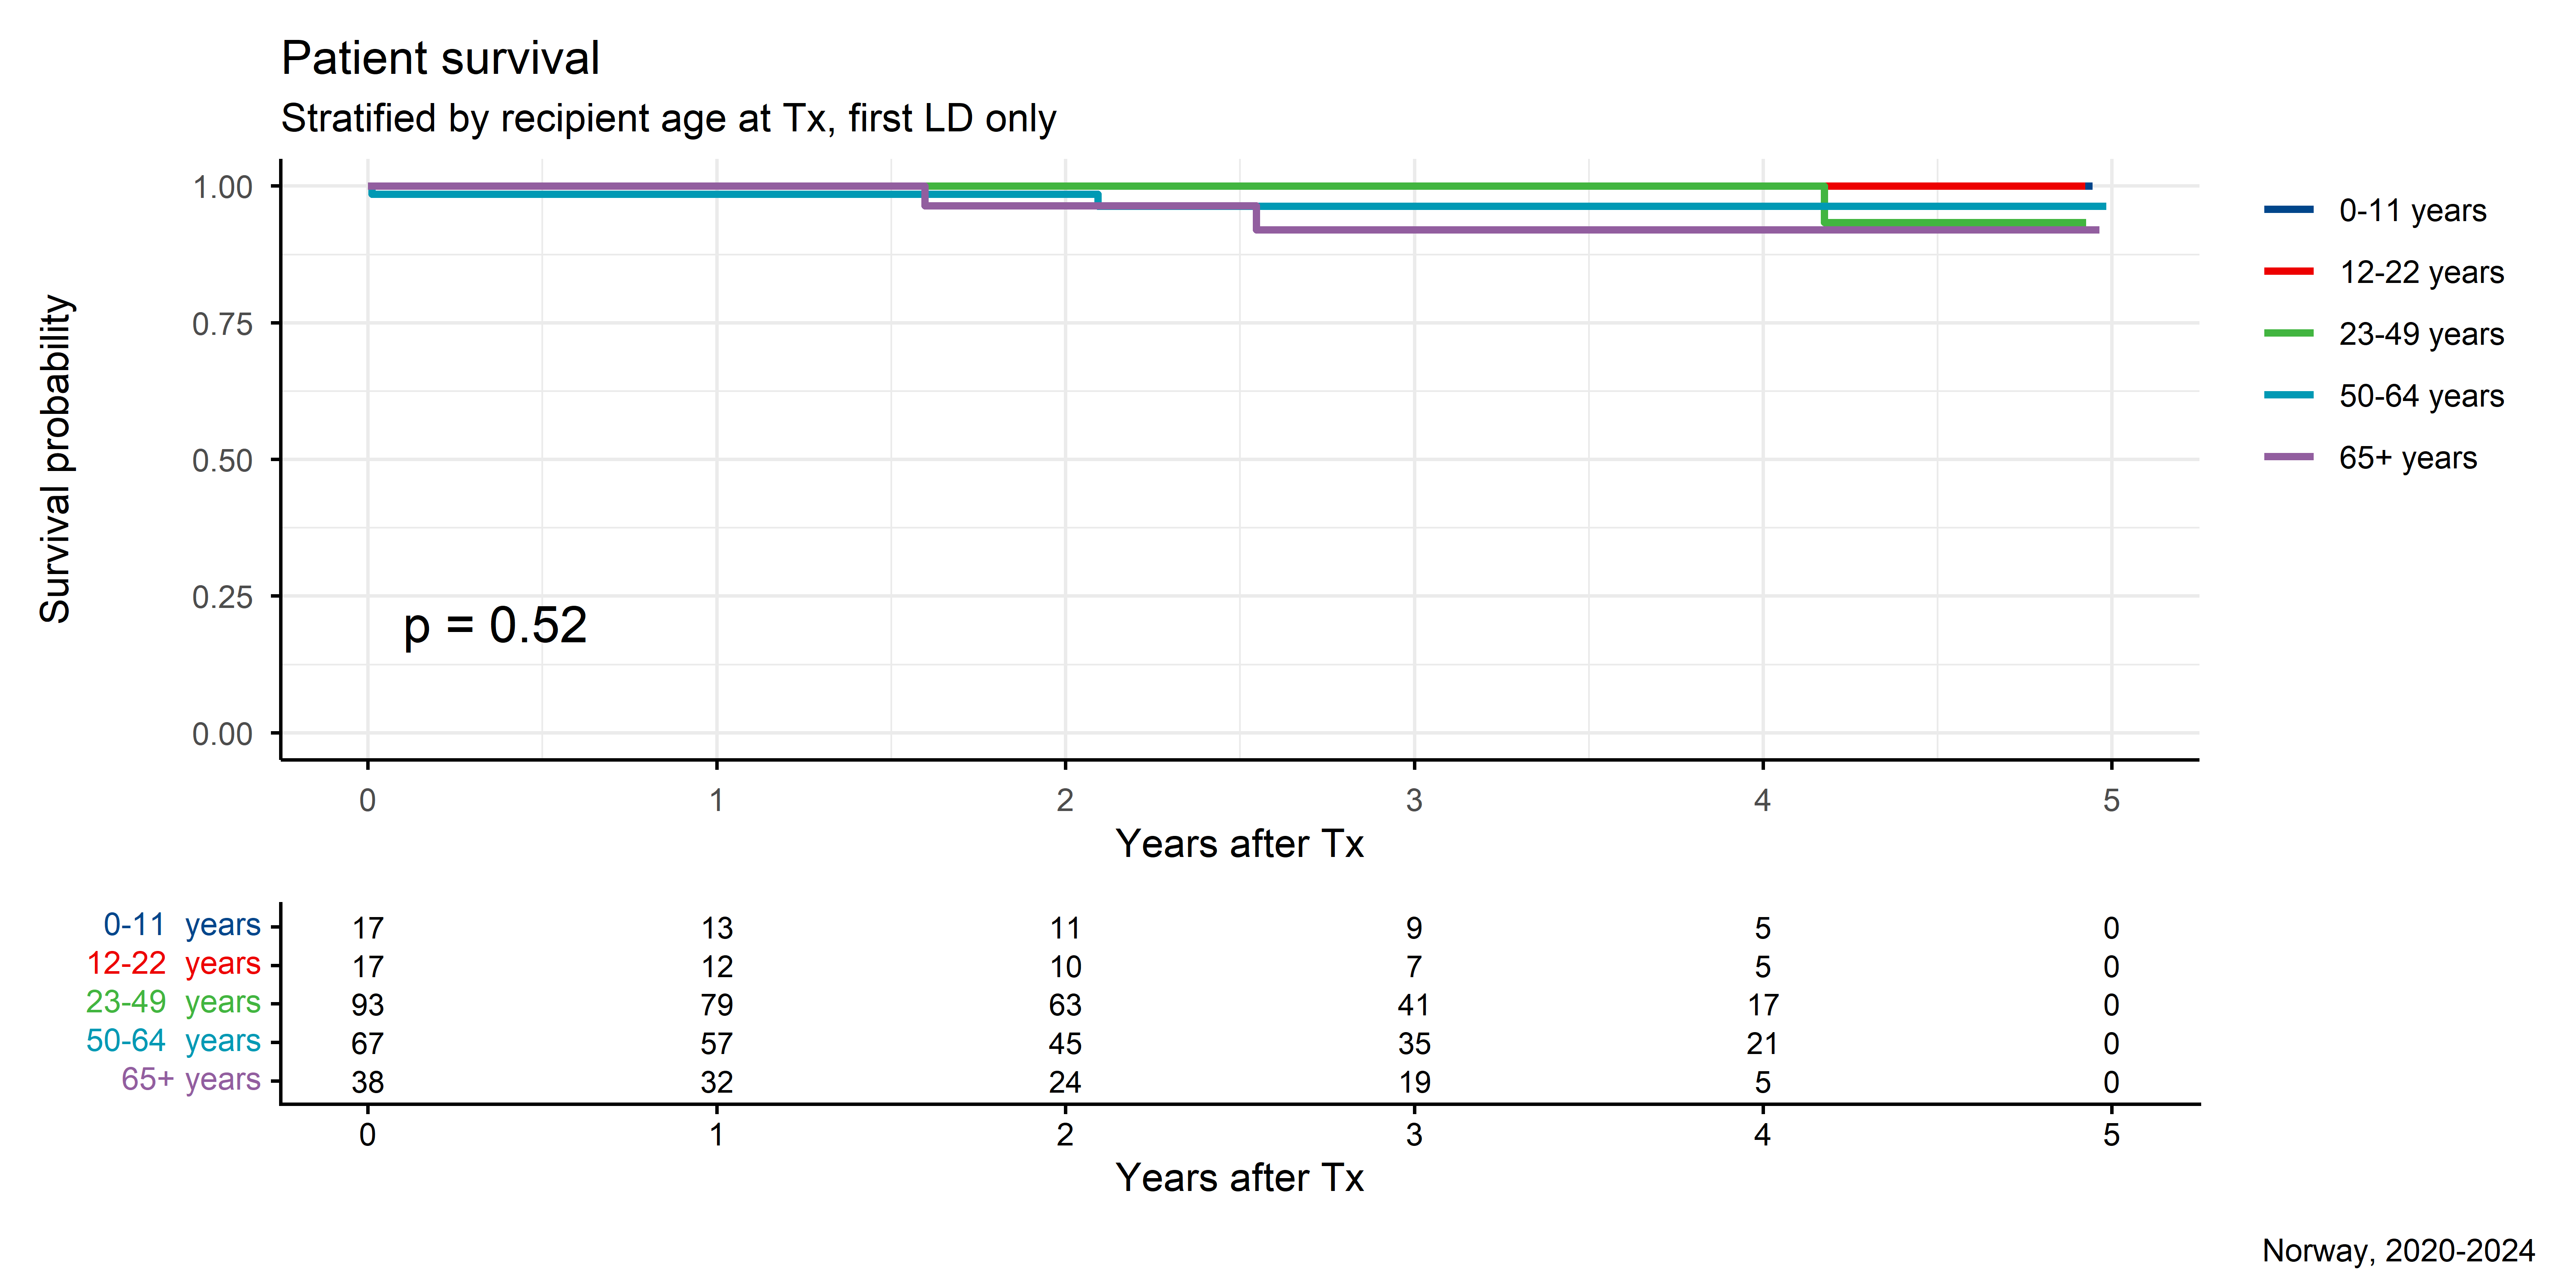 Patient survival
Stratified by recipient age at Tx, first LD only
Survival probability
1.00
0.75
0.50
0.25
0.00
p = 0.52
0 1 2 3 4 5
Years after Tx
0-11 years
12-22 years
23-49 years
50-64 years
65+ years
0-11 years 17 13 11 9 5 0
12-22 years 17 12 10 7 5 0
23-49 years 93 79 63 41 17 0
50-64 years 67 57 45 35 21 0
65+ years 38 32 24 19 5 0
0 1 2 3 4 5
Years after Tx
Norway, 2020-2024